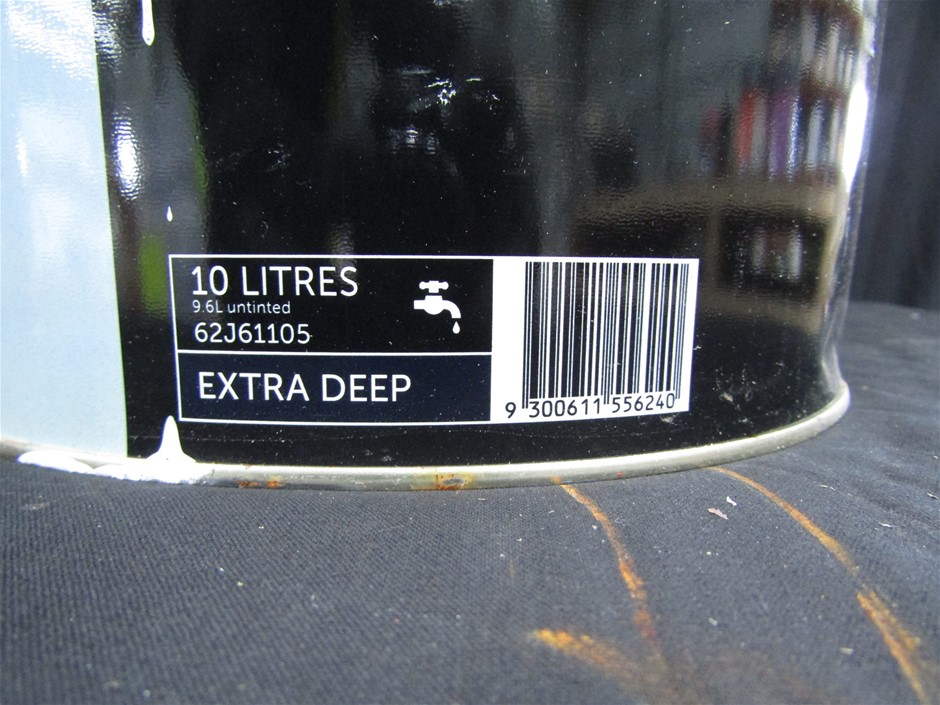 10 LITRES
9.6L untinted
62J61105
EXTRA DEEP
9 300611 556240